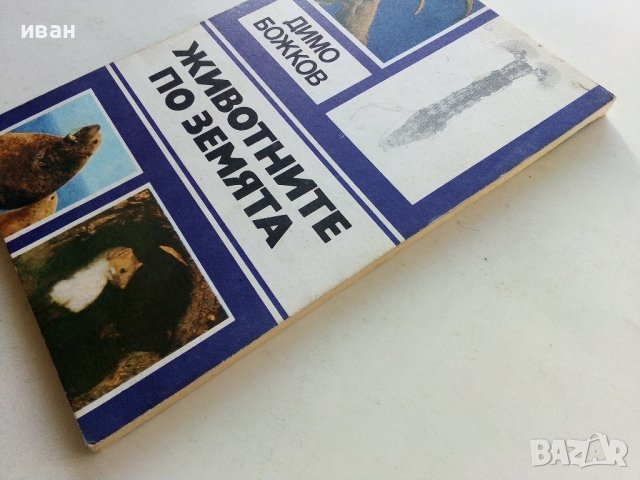 иван
ДИМО
БОЖКОВ
ЖИВОТНИТЕ
ПО ЗЕМЯТА
BAZAR